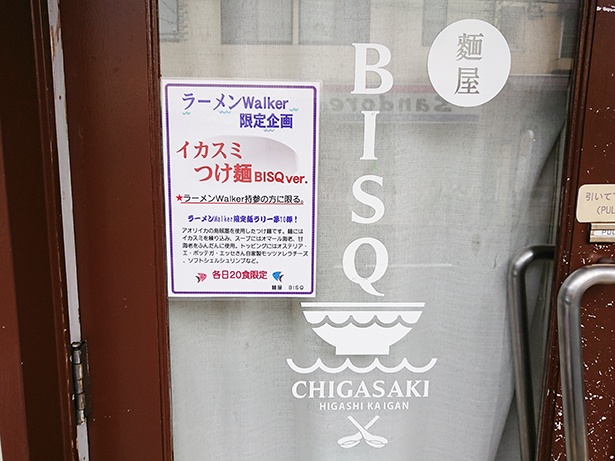 ラーメンWalker
限定企画
イカスミ
つけ麺BISQ ver.
★ラーメンWalker持参の方に限る。
ラーメンWalker限定麺ラリー第10弾!
アオリイカの烏賊墨を使用したつけ麺です。麺には
イカスミを練り込み、スープにはオマール海老、甘
海老をふんだんに使用。トッピングにはオステリア・
エ・ボッテガ・エッセさん自家製モッツァレラチーズ
、ソフトシェルシュリンプなど。
各日20食限定
麺屋 BISQ
麺屋
BISQ
CHIGASAKI
HIGASHI KAIGAN
引いて
(PUL
PUL